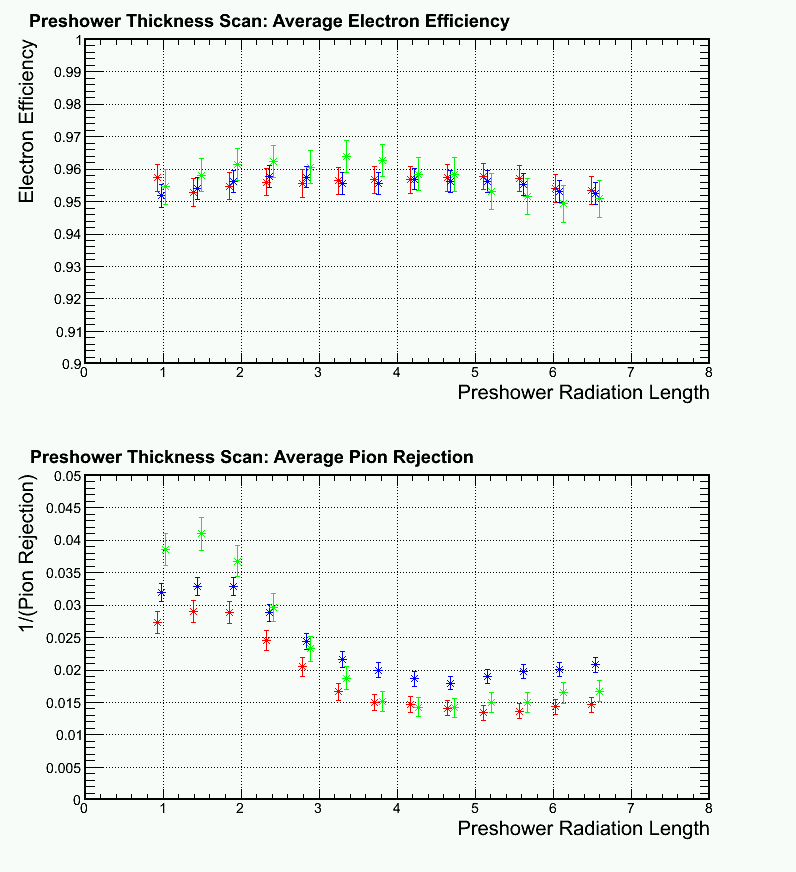 Preshower Thickness Scan: Average Electron Efficiency
Electron Efficiency
1
0.99
0.98
0.97
0.96
0.95
0.94
0.93
0.92
0.91
0.9
0 1 2 3 4 5 6 7 8
Preshower Radiation Length
Preshower Thickness Scan: Average Pion Rejection
1/(Pion Rejection)
0.05
0.045
0.04
0.035
0.03
0.025
0.02
0.015
0.01
0.005
0
0 1 2 3 4 5 6 7 8
Preshower Radiation Length